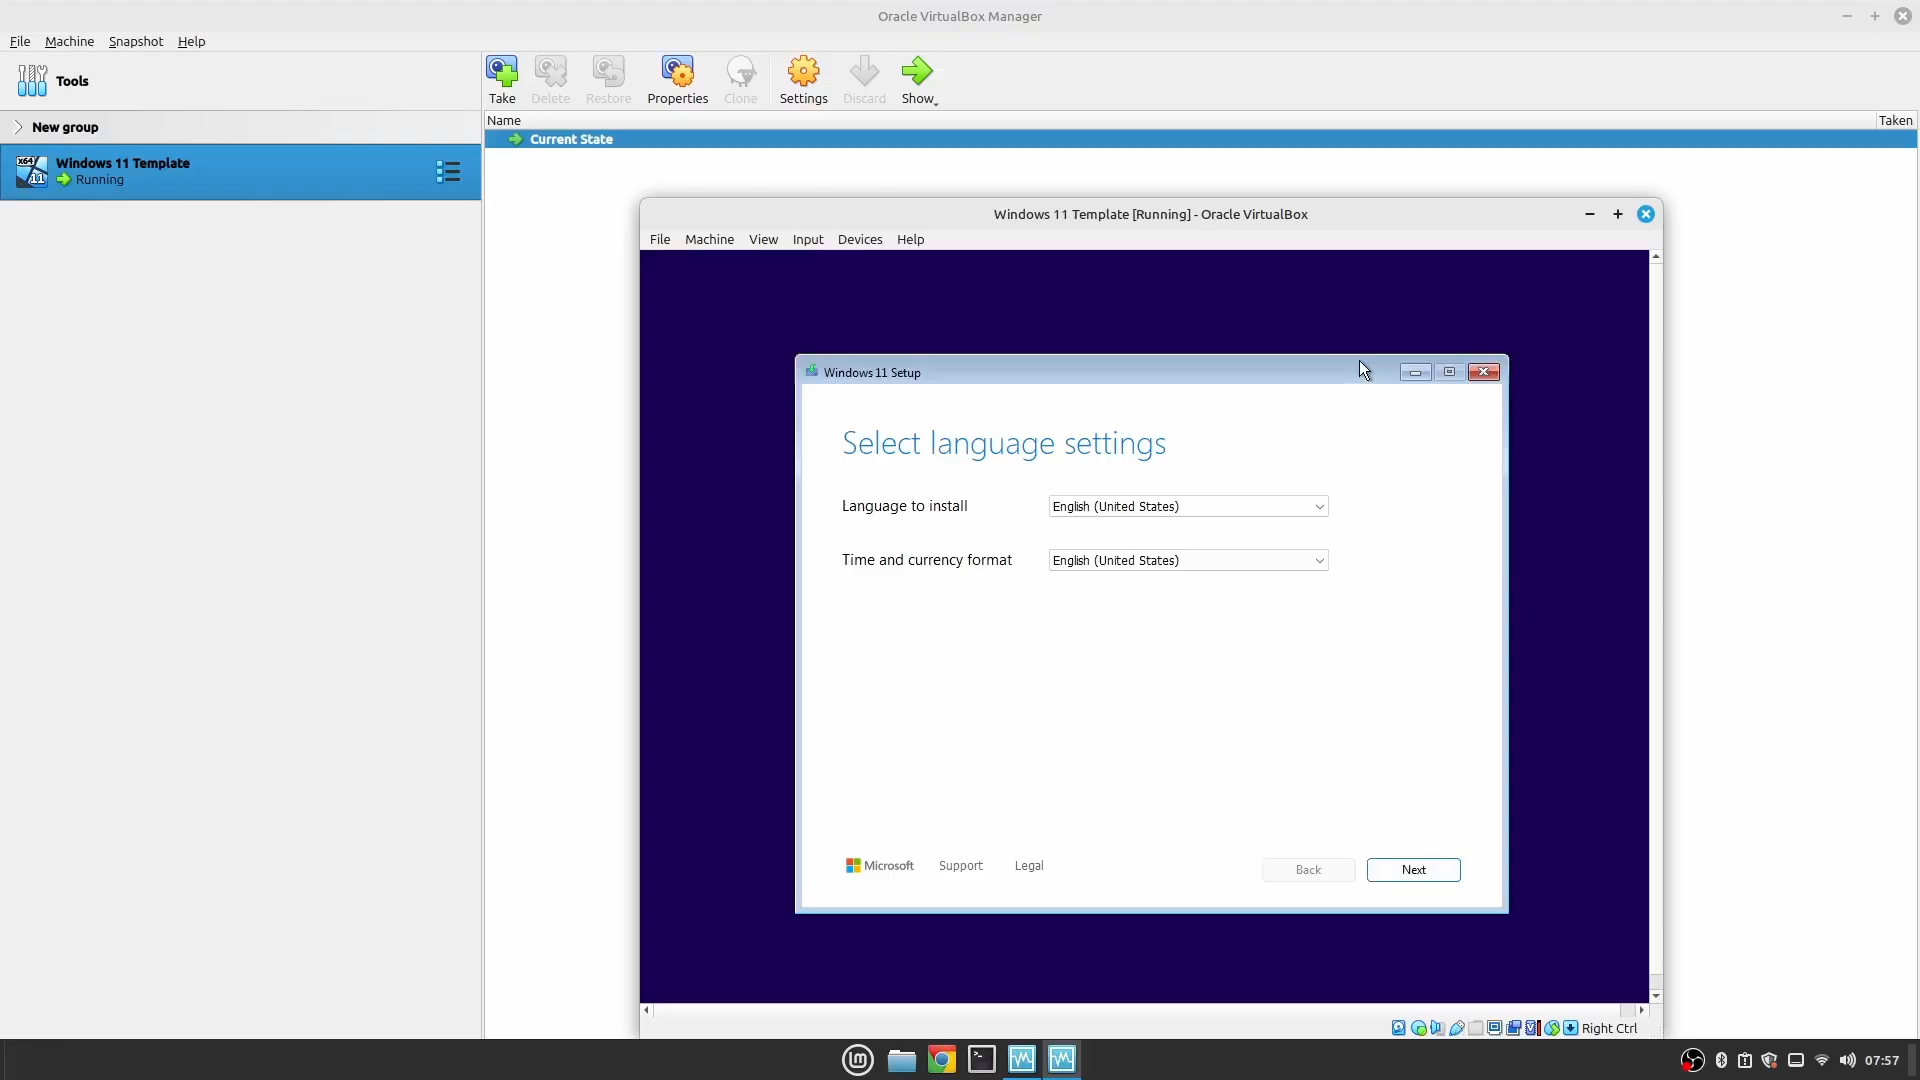 Oracle VirtualBox Manager
File Machine Snapshot Help
Tools
Take Delete Restore Properties Clone Settings Discard Show
New group
Name Taken
Current State
x64
11
Windows 11 Template
Running
Windows 11 Template [Running] - Oracle VirtualBox
File Machine View Input Devices Help
Windows 11 Setup
Select language settings
Language to install English (United States)
Time and currency format English (United States)
Microsoft Support Legal Back Next
Right Ctrl
07:57